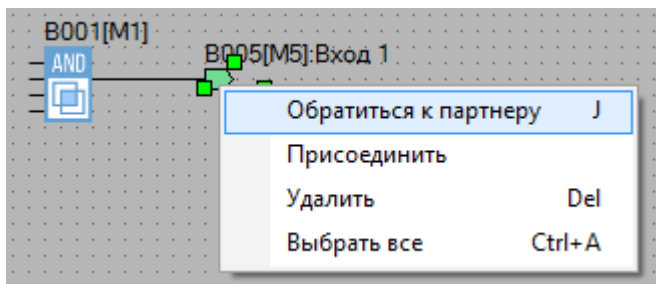 B001[M1]
AND
B005[M5]:Вход 1
Обратиться к партнеру J
Присоединить
Удалить Del
Выбрать все Ctrl+A